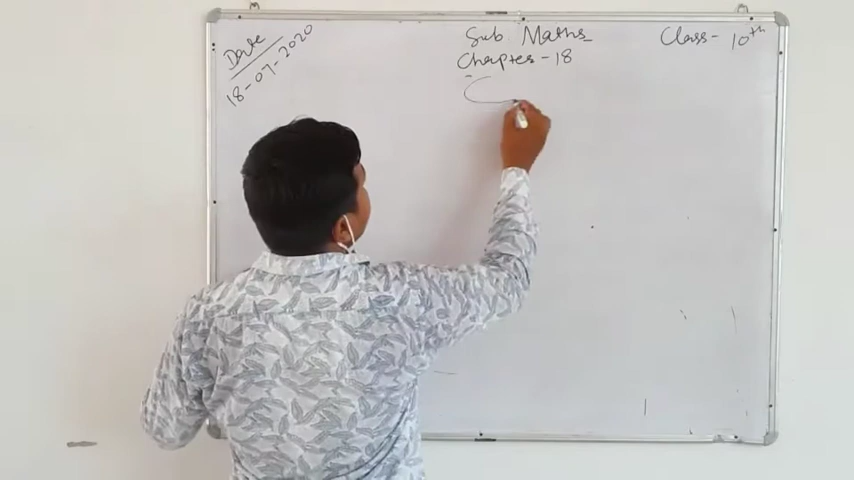 Date
18-07-2020
Sub Maths
Chapter-18
Class- 10th